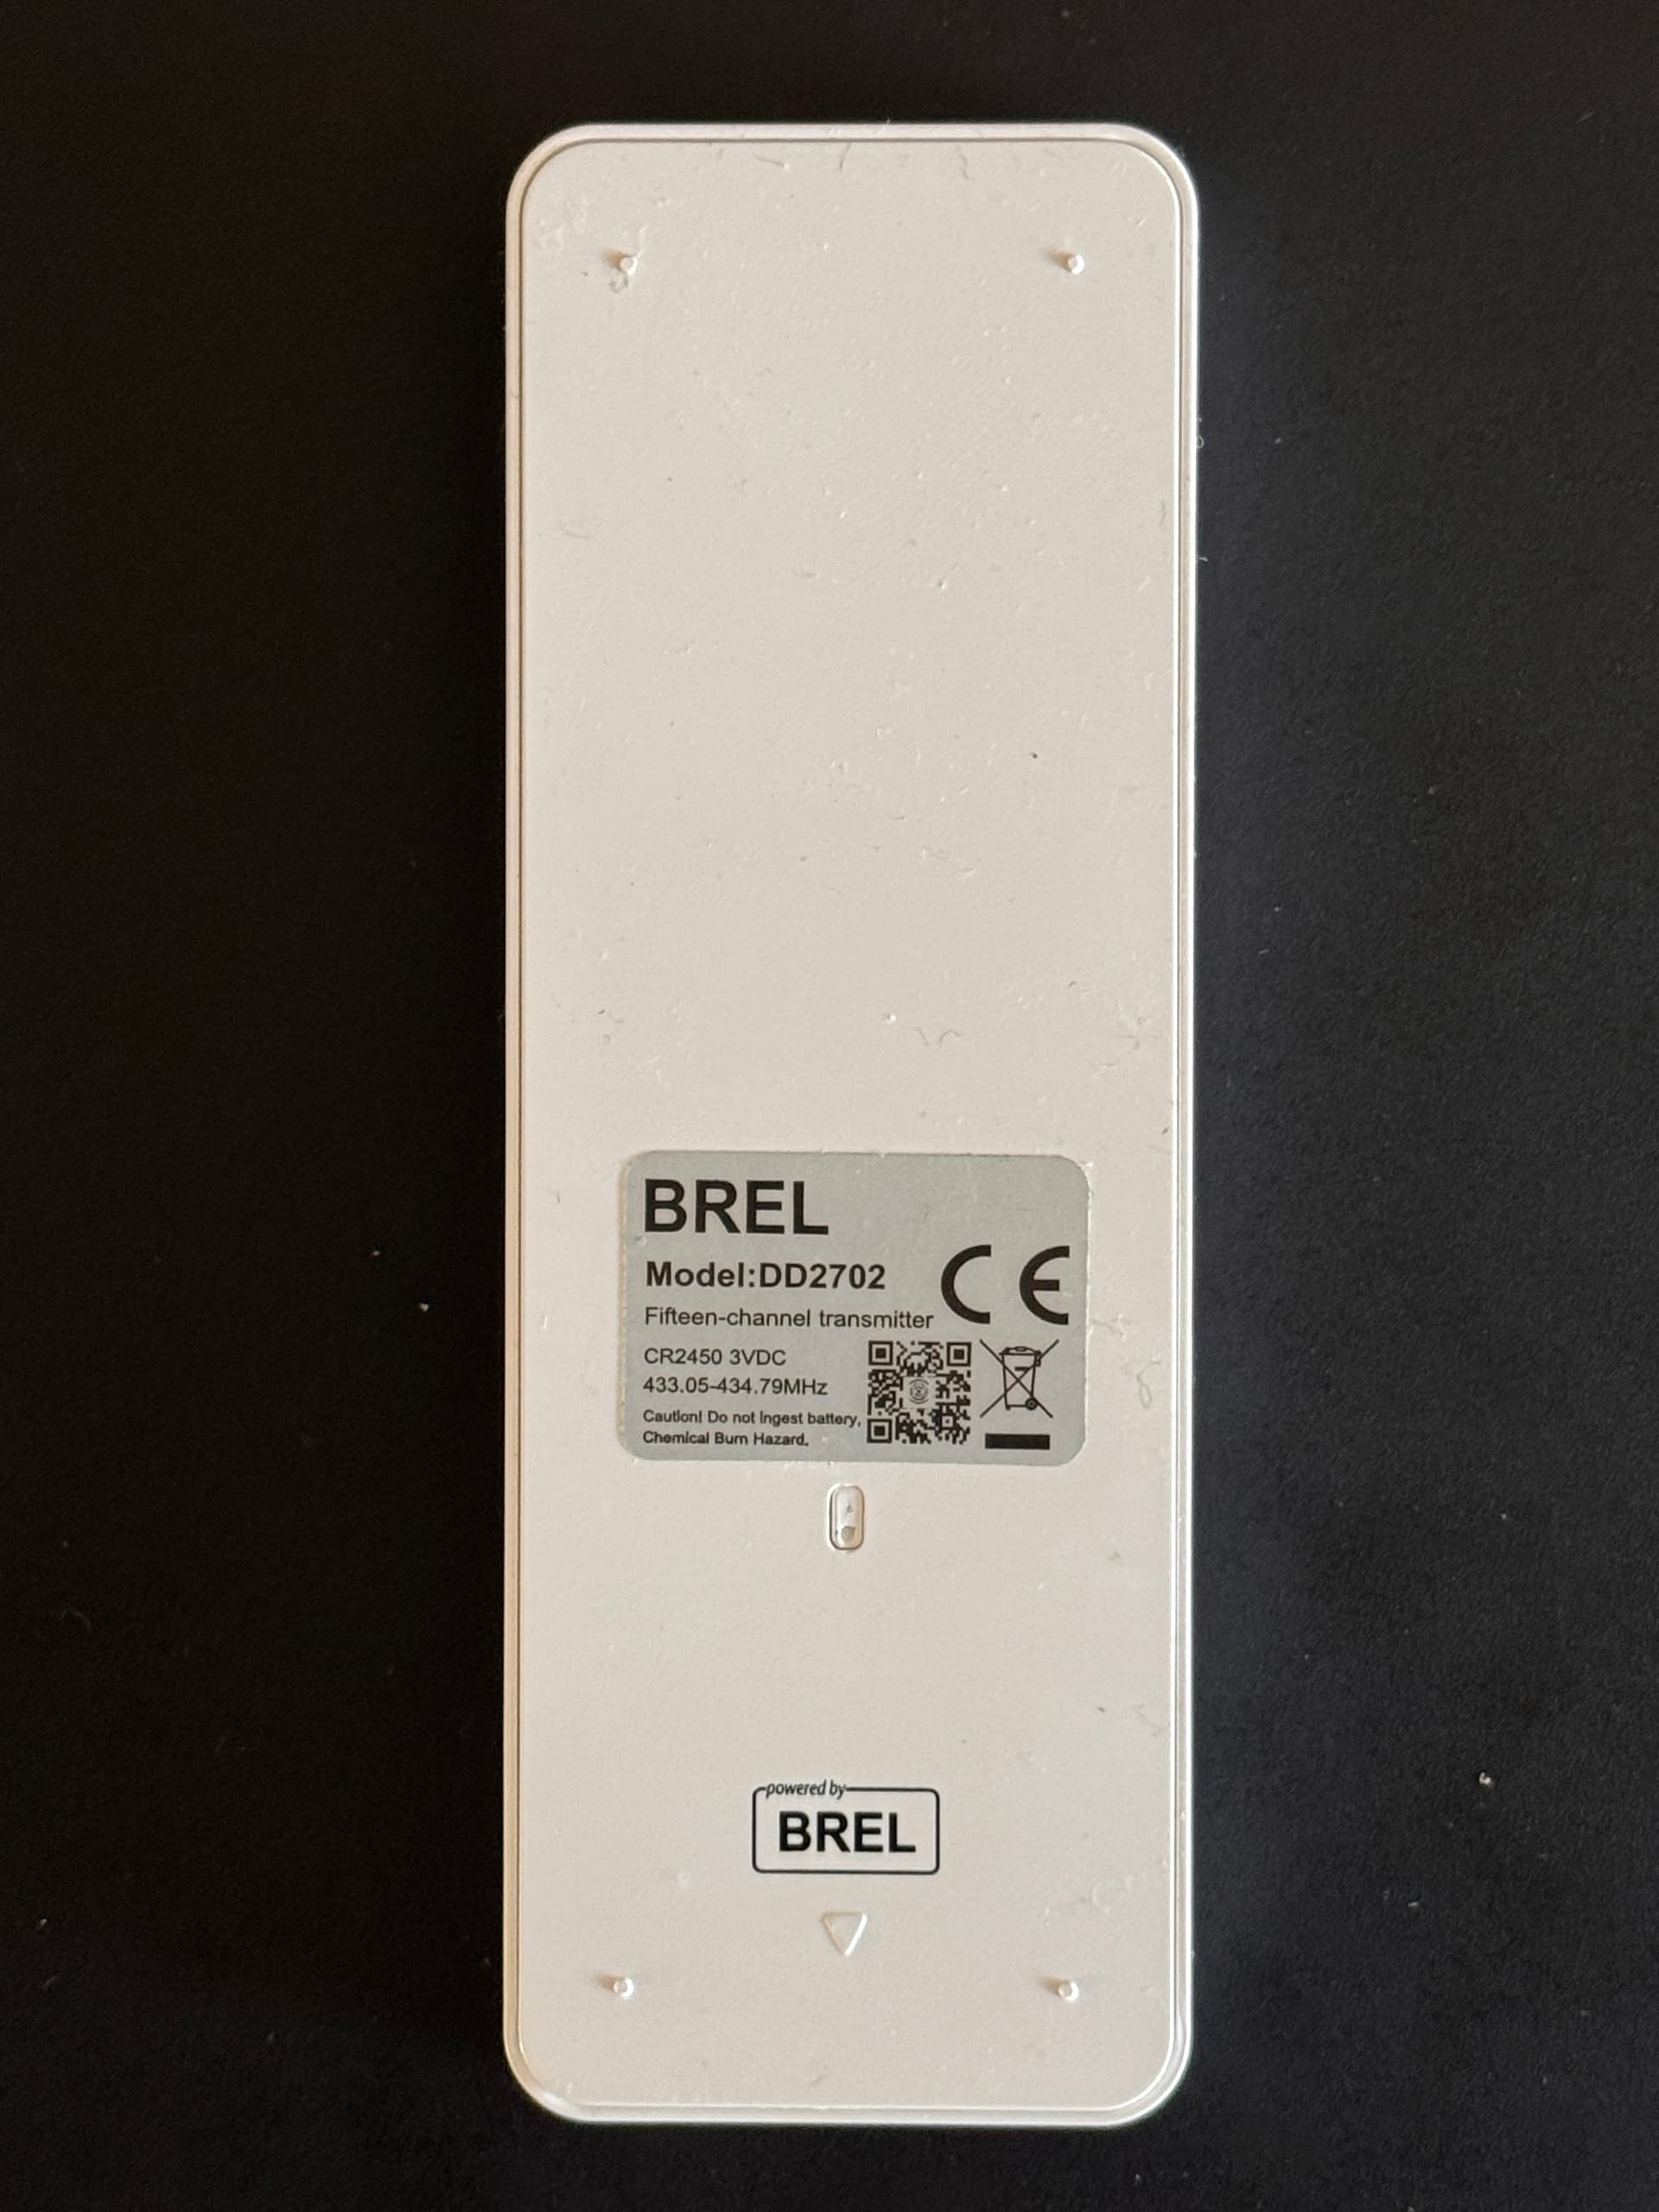 BREL
Model:DD2702
Fifteen-channel transmitter
CR2450 3VDC
433.05-434.79MHz
Caution! Do not ingest battery,
Chemical Burn Hazard.
CE
powered by
BREL